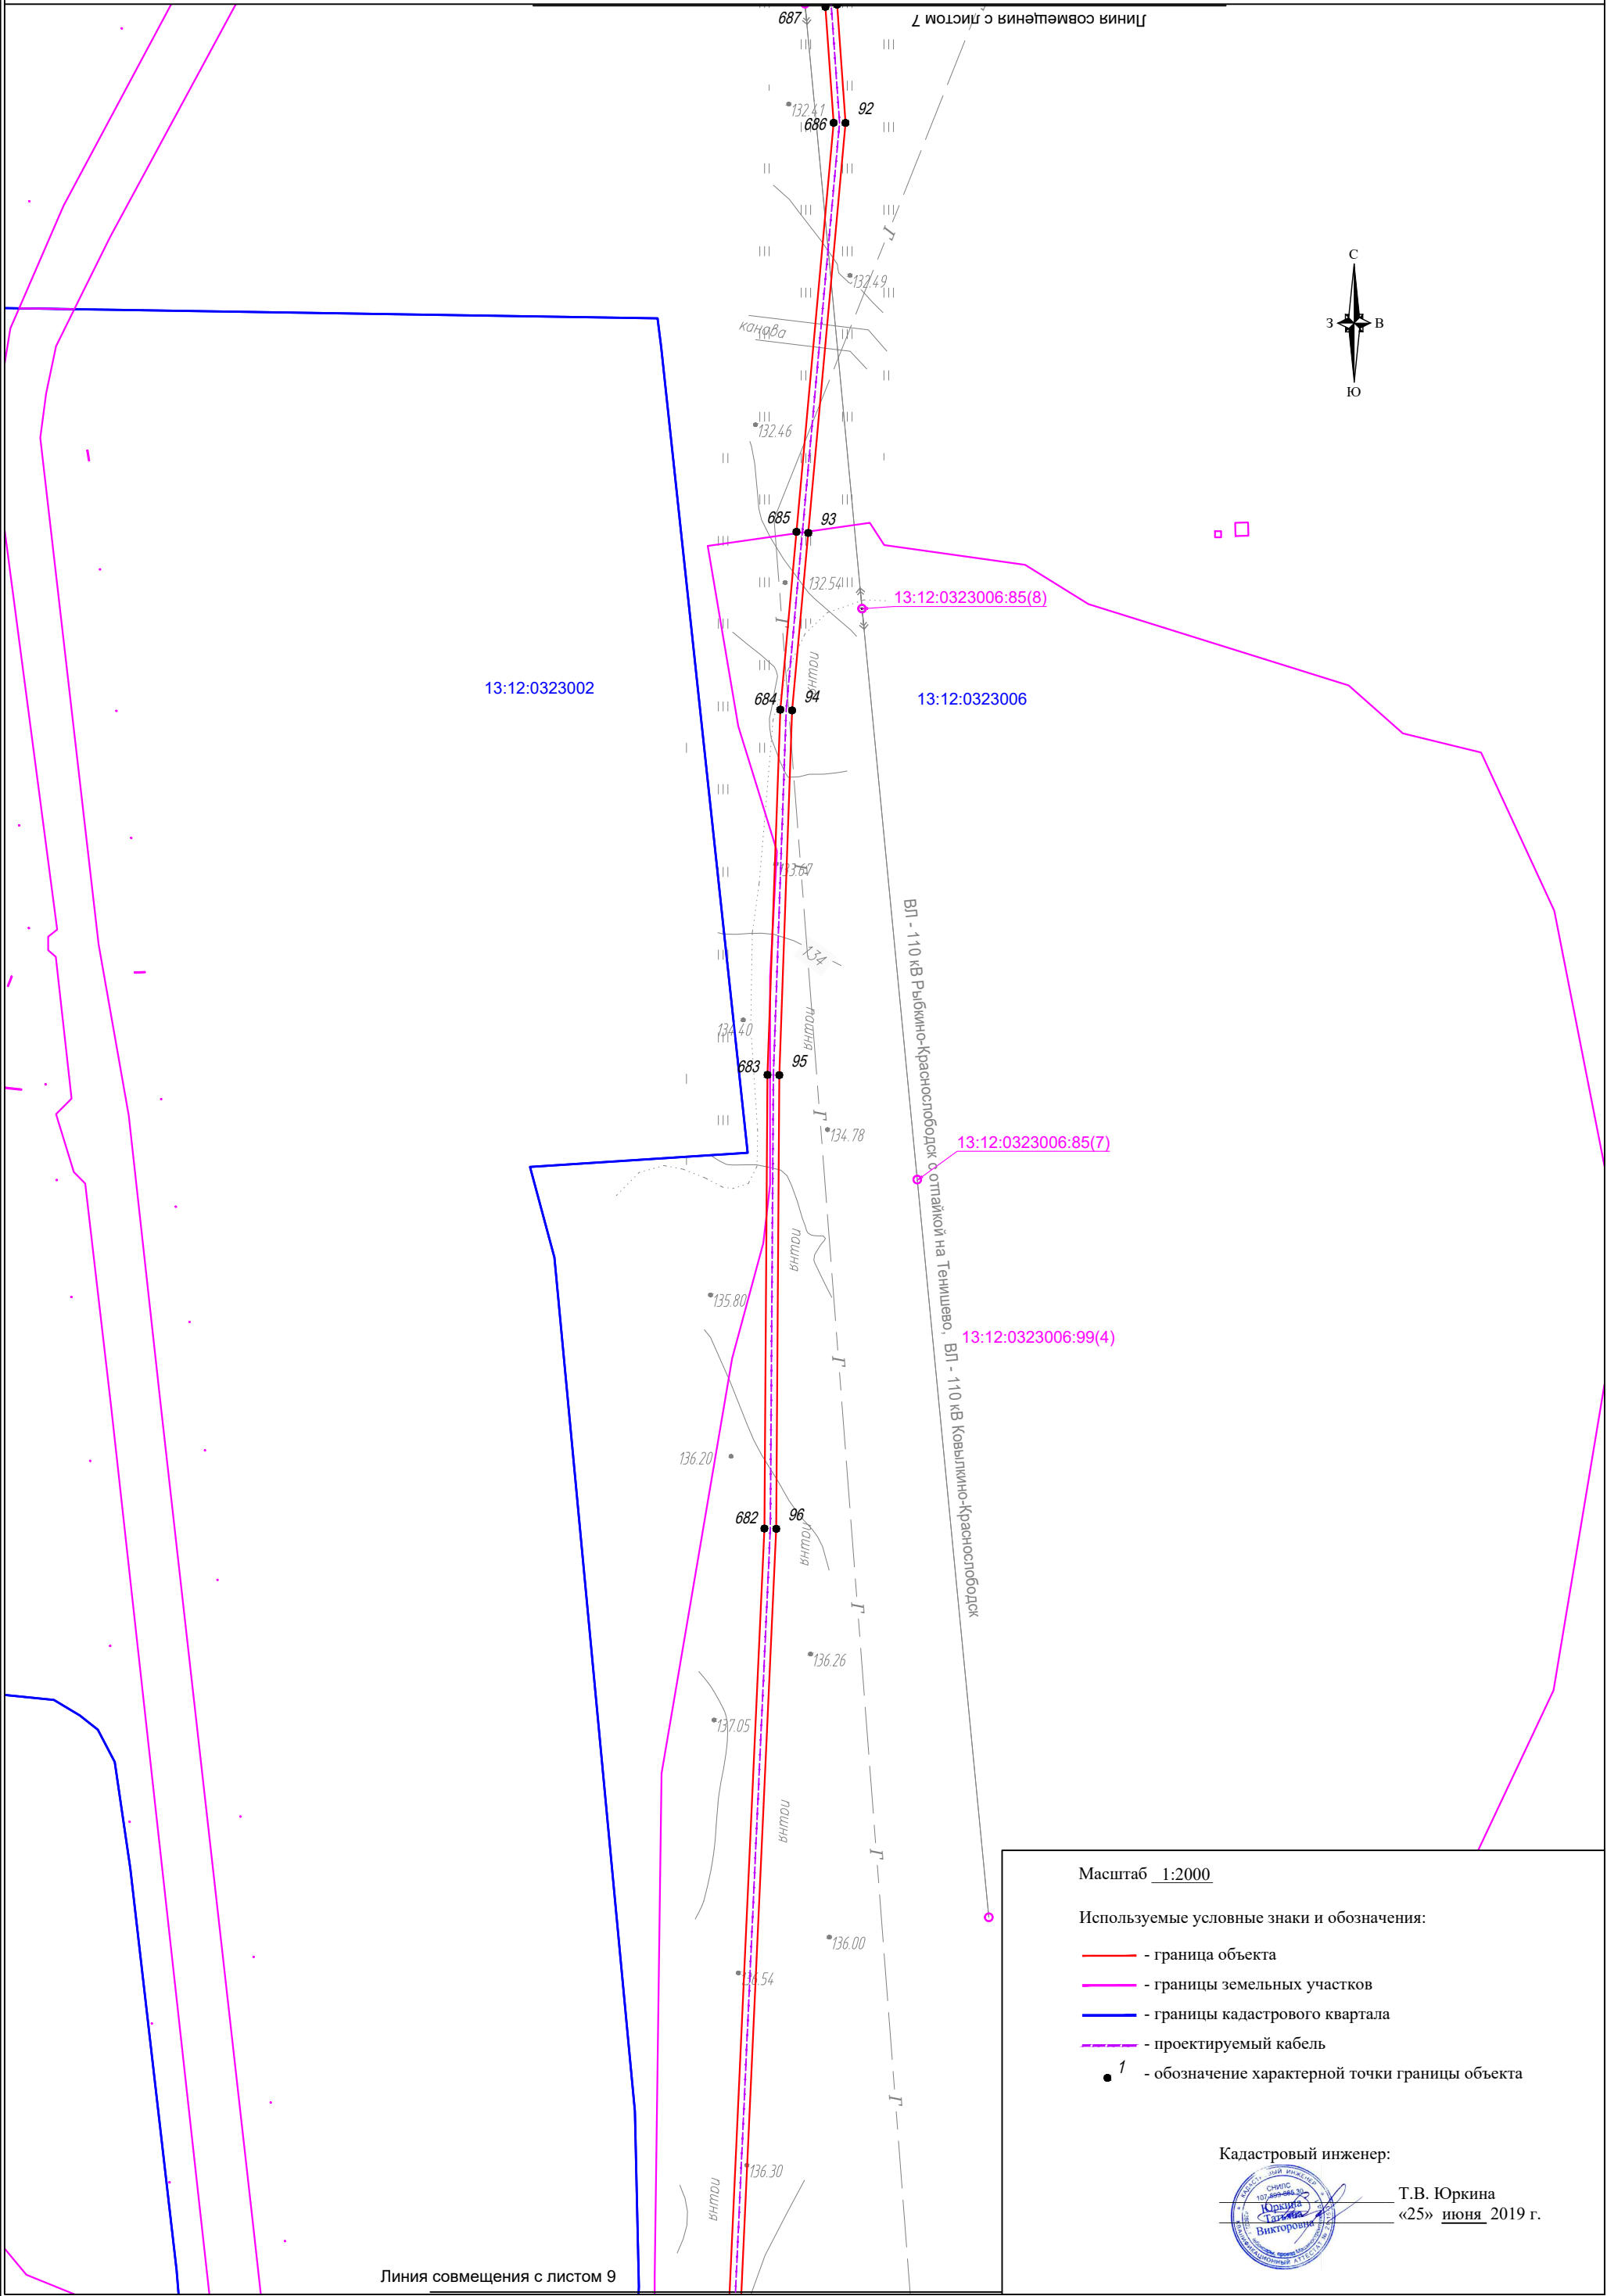 Линия совмещения с листом 7
687
132.41
92
686
Г
132.49
С
З В
Ю
канава
132.46
685
93
132.54
13:12:0323006:85(8)
Г
пашня
13:12:0323002
684
94
13:12:0323006
133.67
134
134.40
пашня
683
95
Г
134.78
13:12:0323006:85(7)
ВЛ - 110 кВ Рыбкино-Краснослободск с отпайкой на Тенишево, ВЛ - 110 кВ Ковылкино-Краснослободск
пашня
135.80
13:12:0323006:99(4)
Г
136.20
682
96
пашня
Г
136.26
137.05
пашня
Г
136.00
136.54
Г
136.30
пашня
Масштаб 1:2000
Используемые условные знаки и обозначения:
- граница объекта
- границы земельных участков
- границы кадастрового квартала
- проектируемый кабель
1 - обозначение характерной точки границы объекта
Кадастровый инженер:
СНИЛС
Юркина
Татьяна
Викторовна
Т.В. Юркина
«25» июня 2019 г.
Линия совмещения с листом 9